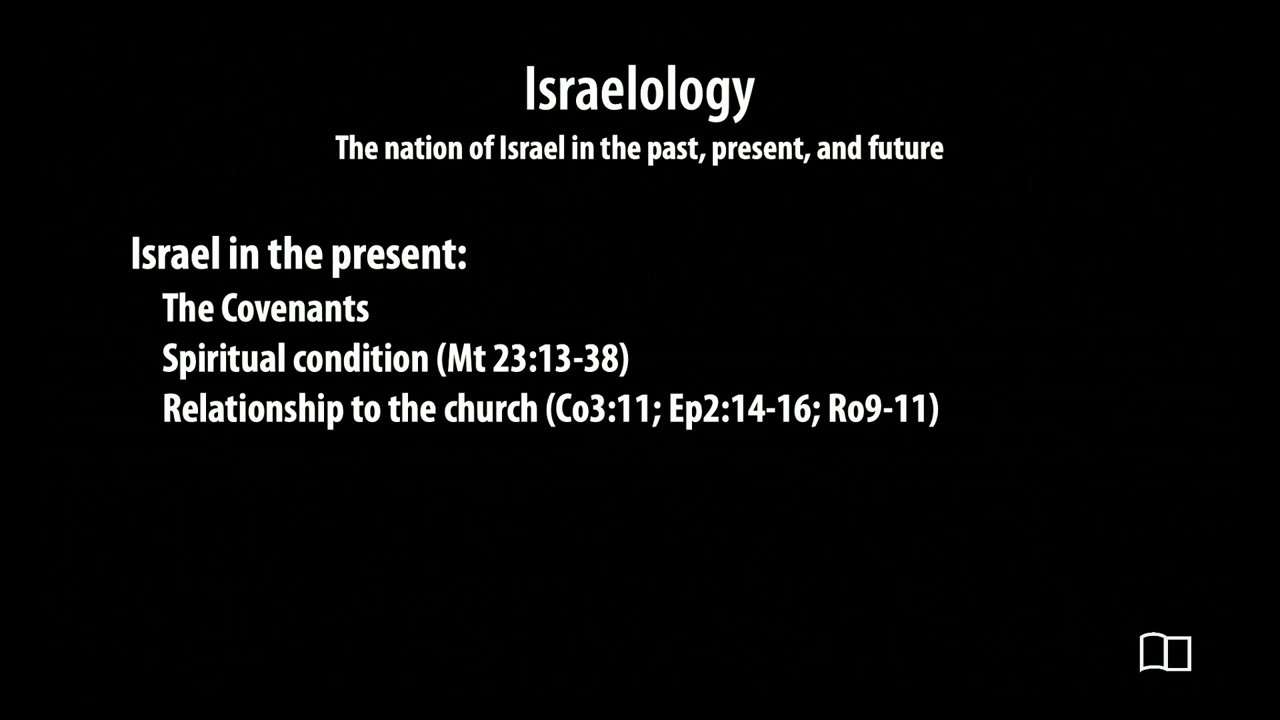 Israelology
The nation of Israel in the past, present, and future
Israel in the present:
The Covenants
Spiritual condition (Mt 23:13-38)
Relationship to the church (Co3:11; Ep2:14-16; Ro9-11)